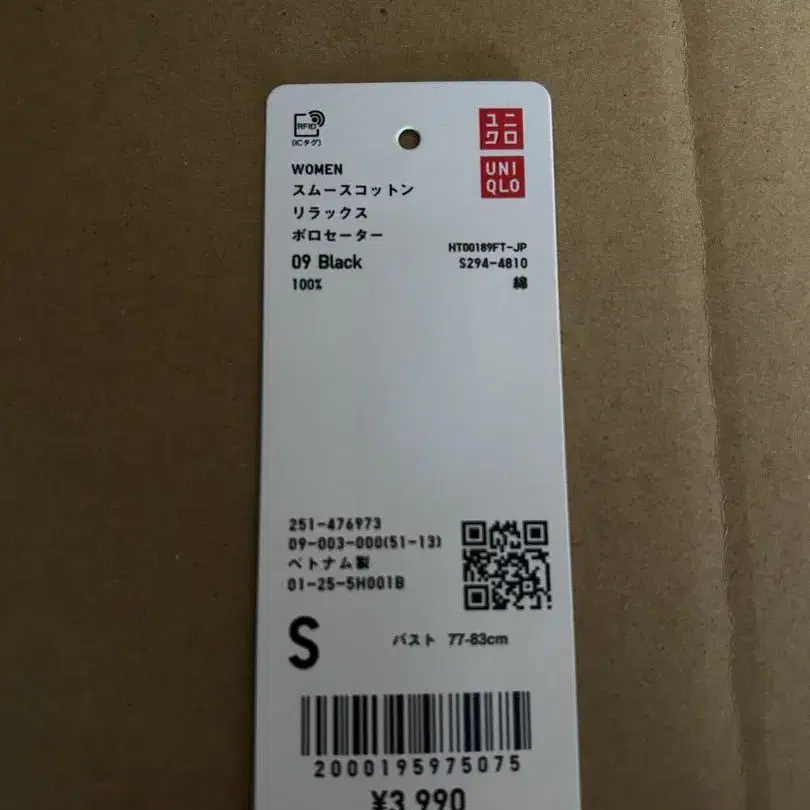 RFID
(ICタグ)
ユニ
クロ
UNI
QLO
WOMEN
スムースコットン
リラックス
ポロセーター
HT00189FT-JP
09 Black
S294-4810
100% 綿
251-476973
09-003-000(51-13)
ベトナム製
01-25-5H001B
S
バスト 77-83cm
2000195975075
¥3,990